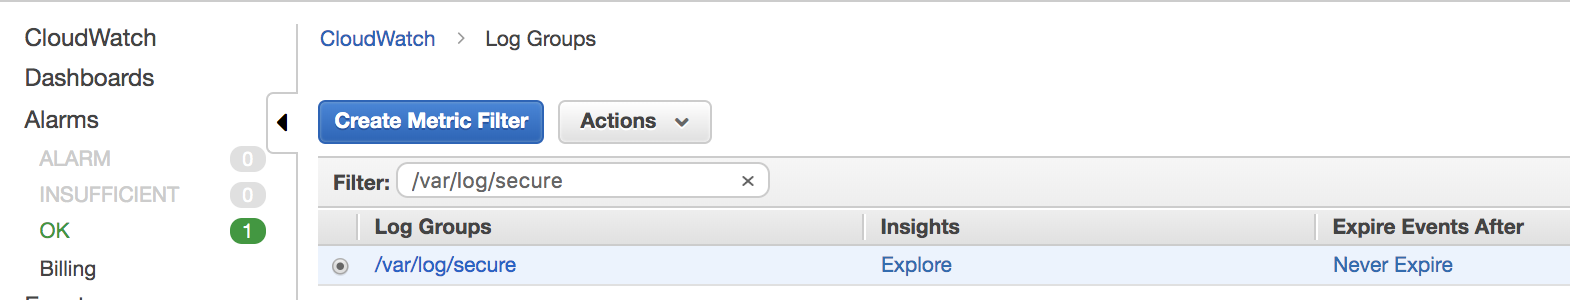 CloudWatch
Dashboards
Alarms
ALARM 0
INSUFFICIENT 0
OK 1
Billing
CloudWatch > Log Groups
Create Metric Filter Actions
Filter: /var/log/secure ×
Log Groups Insights Expire Events After
/var/log/secure Explore Never Expire